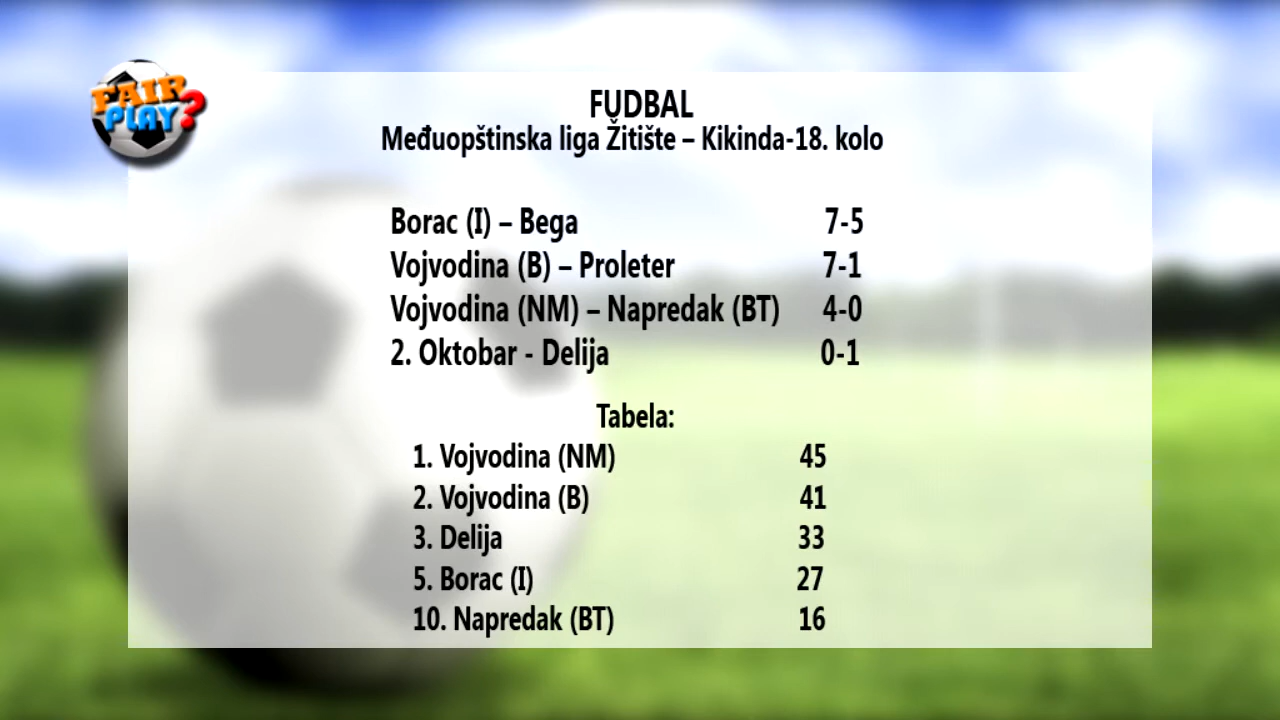 FAIR
PLAY?
FUDBAL
Međuopštinska liga Žitište – Kikinda-18. kolo
Borac (I) – Bega 7-5
Vojvodina (B) – Proleter 7-1
Vojvodina (NM) – Napredak (BT) 4-0
2. Oktobar - Delija 0-1
Tabela:
1. Vojvodina (NM) 45
2. Vojvodina (B) 41
3. Delija 33
5. Borac (I) 27
10. Napredak (BT) 16